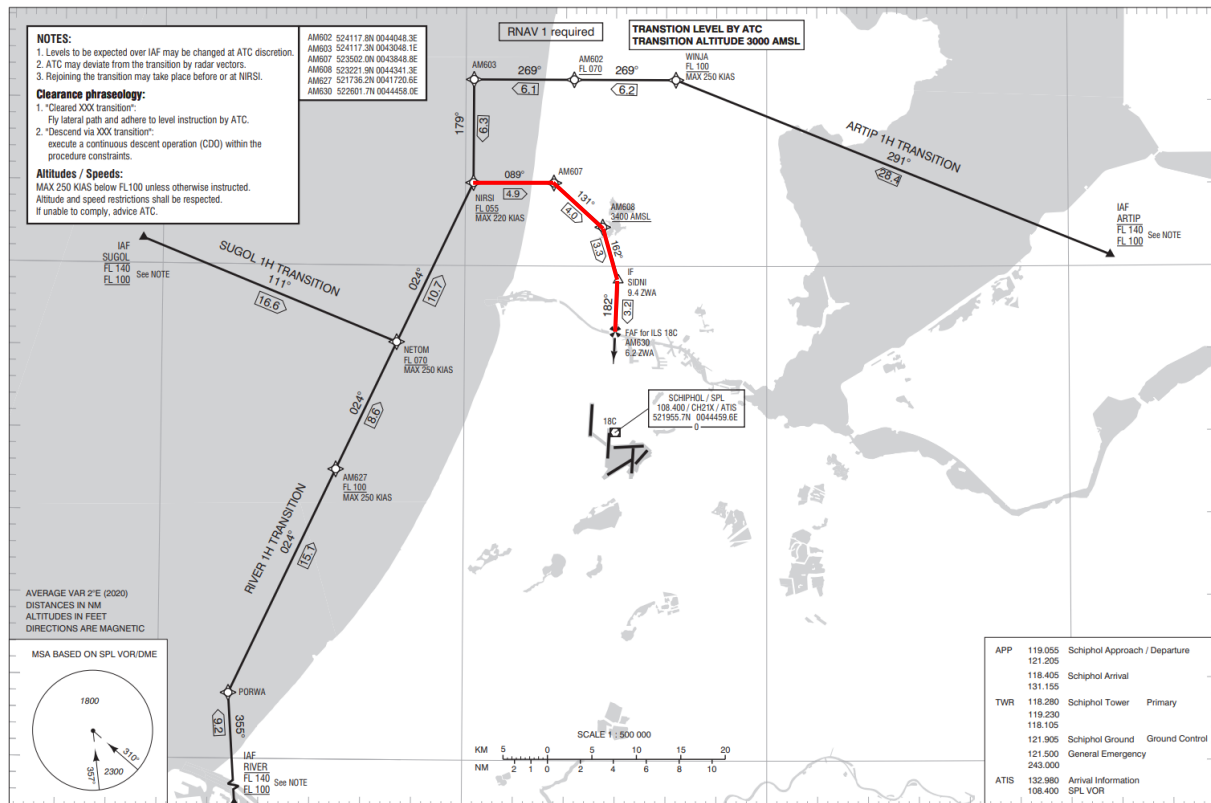 NOTES:
1. Levels to be expected over IAF may be changed at ATC discretion.
2. ATC may deviate from the transition by radar vectors.
3. Rejoining the transition may take place before or at NIRSI.
Clearance phraseology:
1. "Cleared XXX transition":
Fly lateral path and adhere to level instruction by ATC.
2. "Descend via XXX transition":
execute a continuous descent operation (CDO) within the
procedure constraints.
Altitudes / Speeds:
MAX 250 KIAS below FL100 unless otherwise instructed.
Altitude and speed restrictions shall be respected.
If unable to comply, advice ATC.
AM602 524117.8N 0044048.3E
AM603 524117.3N 0043048.1E
AM607 523502.0N 0043848.8E
AM608 523221.9N 0044341.3E
AM627 521736.2N 0041720.6E
AM630 522601.7N 0044458.0E
RNAV 1 required
TRANSTION LEVEL BY ATC
TRANSITION ALTITUDE 3000 AMSL
AM603
269°
6.1
AM602
FL 070
269°
6.2
WINJA
FL 100
MAX 250 KIAS
179°
6.3
ARTIP 1H TRANSITION
291°
28.4
089°
4.9
AM607
NIRSI
FL 055
MAX 220 KIAS
131°
4.0
AM608
3400 AMSL
162°
3.3
IAF
ARTIP
FL 140
FL 100
See NOTE
IAF
SUGOL
FL 140
FL 100
See NOTE
SUGOL 1H TRANSITION
111°
16.6
024°
10.7
IF
SIDNI
9.4 ZWA
182°
3.2
FAF for ILS 18C
AM630
6.2 ZWA
NETOM
FL 070
MAX 250 KIAS
024°
8.6
SCHIPHOL / SPL
108.400 / CH21X / ATIS
521955.7N 0044459.6E
0
18C
AM627
FL 100
MAX 250 KIAS
RIVER 1H TRANSITION
024°
15.1
AVERAGE VAR 2°E (2020)
DISTANCES IN NM
ALTITUDES IN FEET
DIRECTIONS ARE MAGNETIC
MSA BASED ON SPL VOR/DME
1800
310°
357°
2300
PORWA
355°
9.2
IAF
RIVER
FL 140
FL 100
See NOTE
SCALE 1 : 500 000
KM 5 0 5 10 15 20
NM 2 1 0 2 4 6 8 10
APP 119.055 Schiphol Approach / Departure
121.205
118.405 Schiphol Arrival
131.155
TWR 118.280 Schiphol Tower Primary
119.230
118.105
121.905 Schiphol Ground Ground Control
121.500 General Emergency
243.000
ATIS 132.980 Arrival Information
108.400 SPL VOR